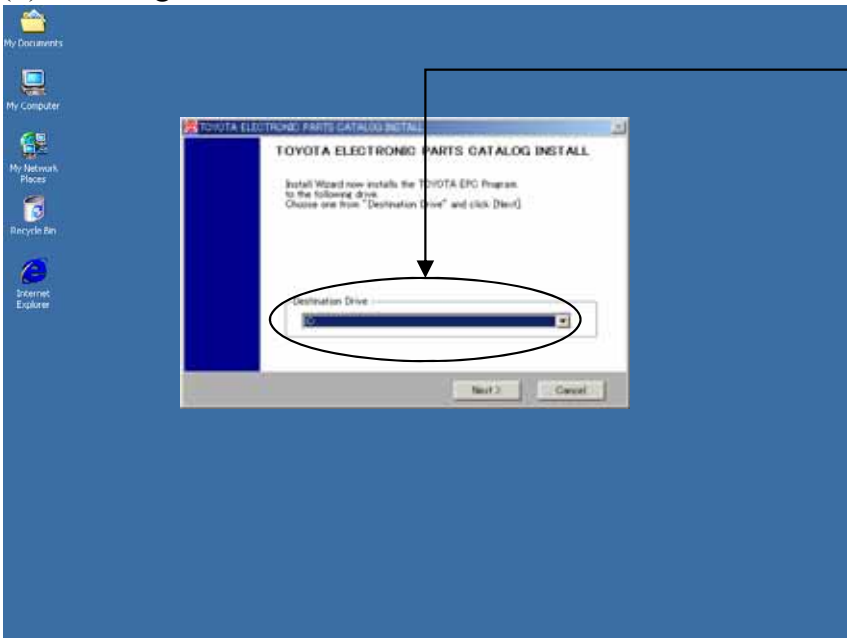 My Documents
My Computer
My Network
Places
Recycle Bin
Internet
Explorer
TOYOTA ELECTRONIC PARTS CATALOG INSTALL
TOYOTA ELECTRONIC PARTS CATALOG INSTALL
Install Wizard now installs the TOYOTA EPC Program
to the following drive.
Choose one from "Destination Drive" and click [Next]
Destination Drive
Next >
Cancel